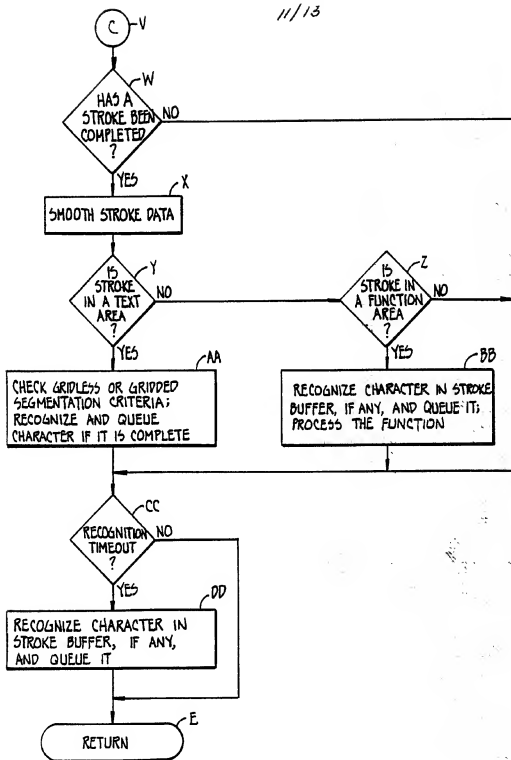 11/13
C
V
W
HAS A
STROKE BEEN
COMPLETED
?
NO
YES
X
SMOOTH STROKE DATA
Y
IS
STROKE
IN A TEXT
AREA
?
NO
YES
Z
IS
STROKE IN
A FUNCTION
AREA
?
NO
YES
AA
CHECK GRIDLESS OR GRIDDED
SEGMENTATION CRITERIA;
RECOGNIZE AND QUEUE
CHARACTER IF IT IS COMPLETE
BB
RECOGNIZE CHARACTER IN STROKE
BUFFER, IF ANY, AND QUEUE IT;
PROCESS THE FUNCTION
CC
RECOGNITION
TIMEOUT
?
NO
YES
DD
RECOGNIZE CHARACTER IN
STROKE BUFFER, IF ANY,
AND QUEUE IT
E
RETURN